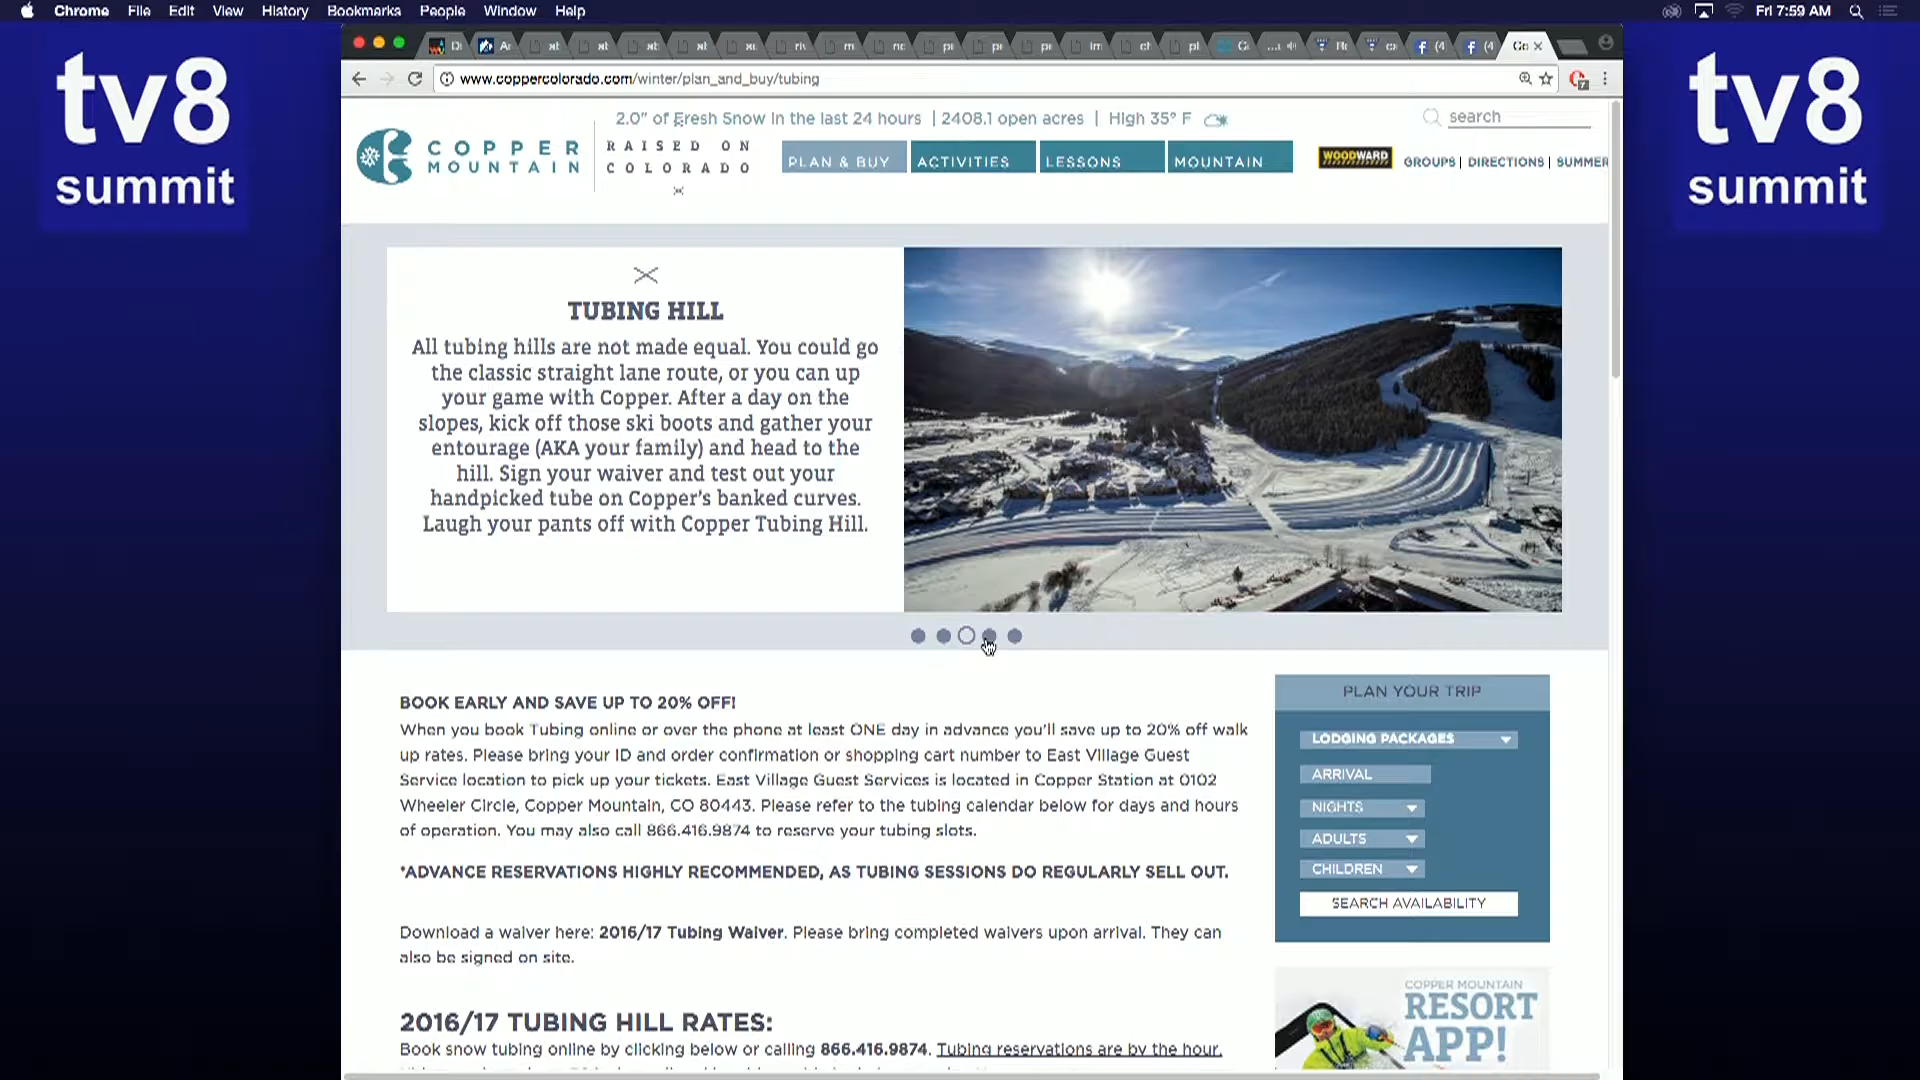 Chrome File Edit View History Bookmarks People Window Help
Fri 7:59 AM
tv8
summit
tv8
summit
www.coppercolorado.com/winter/plan_and_buy/tubing
2.0" of Fresh Snow in the last 24 hours | 2408.1 open acres | High 35° F
search
COPPER
MOUNTAIN
RAISED ON
COLORADO
PLAN & BUY
ACTIVITIES
LESSONS
MOUNTAIN
WOODWARD
GROUPS | DIRECTIONS | SUMMER
TUBING HILL
All tubing hills are not made equal. You could go
the classic straight lane route, or you can up
your game with Copper. After a day on the
slopes, kick off those ski boots and gather your
entourage (AKA your family) and head to the
hill. Sign your waiver and test out your
handpicked tube on Copper's banked curves.
Laugh your pants off with Copper Tubing Hill.
BOOK EARLY AND SAVE UP TO 20% OFF!
When you book Tubing online or over the phone at least ONE day in advance you'll save up to 20% off walk
up rates. Please bring your ID and order confirmation or shopping cart number to East Village Guest
Service location to pick up your tickets. East Village Guest Services is located in Copper Station at 0102
Wheeler Circle, Copper Mountain, CO 80443. Please refer to the tubing calendar below for days and hours
of operation. You may also call 866.416.9874 to reserve your tubing slots.
*ADVANCE RESERVATIONS HIGHLY RECOMMENDED, AS TUBING SESSIONS DO REGULARLY SELL OUT.
Download a waiver here: 2016/17 Tubing Waiver. Please bring completed waivers upon arrival. They can
also be signed on site.
2016/17 TUBING HILL RATES:
Book snow tubing online by clicking below or calling 866.416.9874. Tubing reservations are by the hour.
PLAN YOUR TRIP
LODGING PACKAGES
ARRIVAL
NIGHTS
ADULTS
CHILDREN
SEARCH AVAILABILITY
COPPER MOUNTAIN
RESORT
APP!